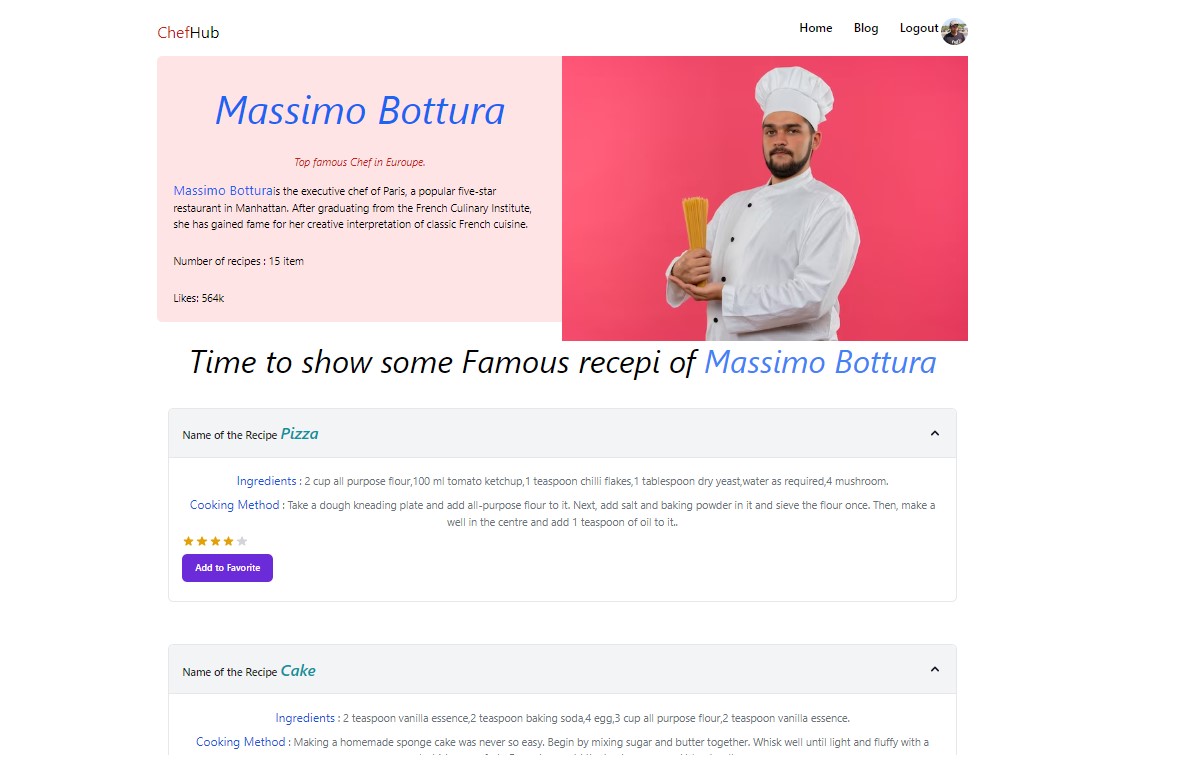 ChefHub
Home Blog Logout
Massimo Bottura
Top famous Chef in Euroupe.
Massimo Botturais the executive chef of Paris, a popular five-star
restaurant in Manhattan. After graduating from the French Culinary Institute,
she has gained fame for her creative interpretation of classic French cuisine.
Number of recipes : 15 item
Likes: 564k
Time to show some Famous recepi of Massimo Bottura
Name of the Recipe Pizza
Ingredients : 2 cup all purpose flour,100 ml tomato ketchup,1 teaspoon chilli flakes,1 tablespoon dry yeast,water as required,4 mushroom.
Cooking Method : Take a dough kneading plate and add all-purpose flour to it. Next, add salt and baking powder in it and sieve the flour once. Then, make a
well in the centre and add 1 teaspoon of oil to it..
Add to Favorite
Name of the Recipe Cake
Ingredients : 2 teaspoon vanilla essence,2 teaspoon baking soda,4 egg,3 cup all purpose flour,2 teaspoon vanilla essence.
Cooking Method : Making a homemade sponge cake was never so easy. Begin by mixing sugar and butter together. Whisk well until light and fluffy with a